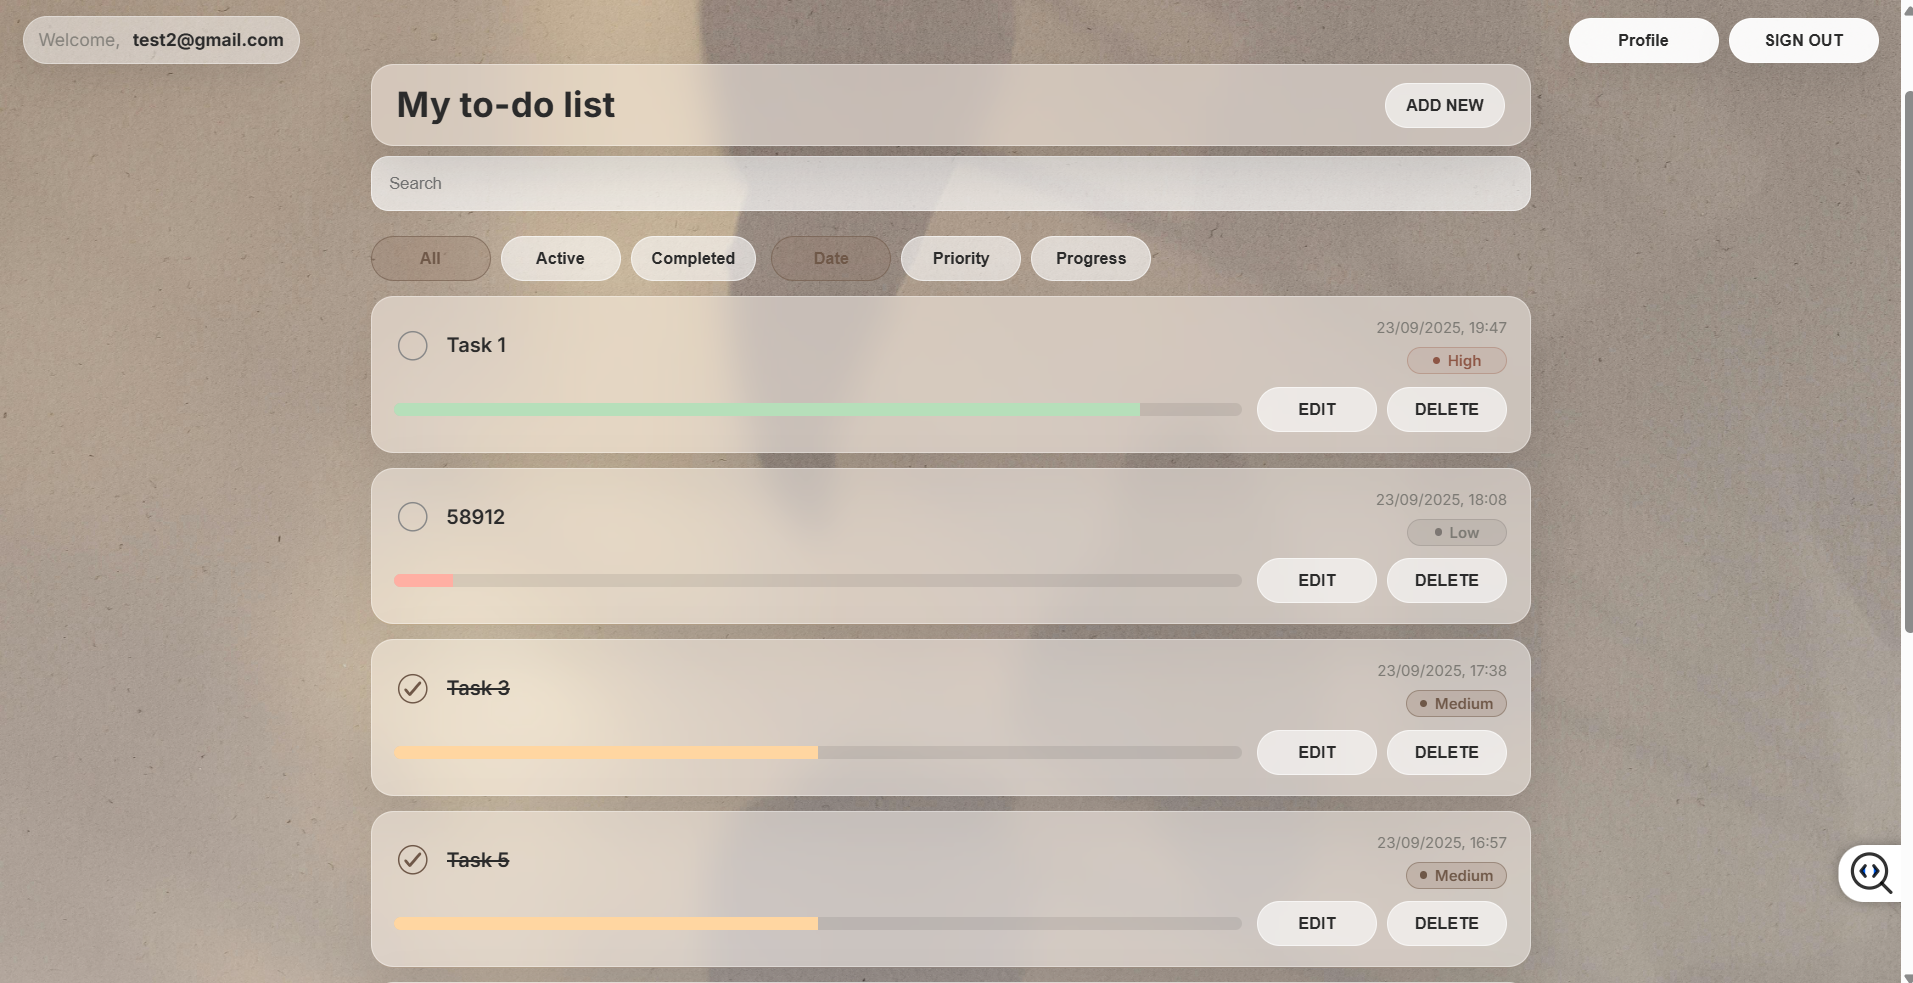 Welcome, test2@gmail.com
Profile
SIGN OUT
My to-do list
ADD NEW
Search
All
Active
Completed
Date
Priority
Progress
Task 1
23/09/2025, 19:47
High
EDIT
DELETE
58912
23/09/2025, 18:08
Low
EDIT
DELETE
Task 3
23/09/2025, 17:38
Medium
EDIT
DELETE
Task 5
23/09/2025, 16:57
Medium
EDIT
DELETE